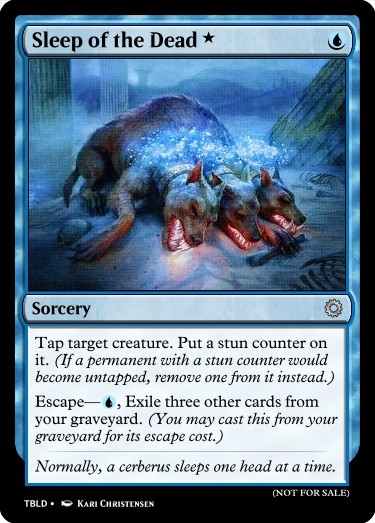 Sleep of the Dead ★
Sorcery
Tap target creature. Put a stun counter on
it. (If a permanent with a stun counter would
become untapped, remove one from it instead.)
Escape—, Exile three other cards from
your graveyard. (You may cast this from your
graveyard for its escape cost.)
Normally, a cerberus sleeps one head at a time.
(NOT FOR SALE)
TBLD • Kari Christensen